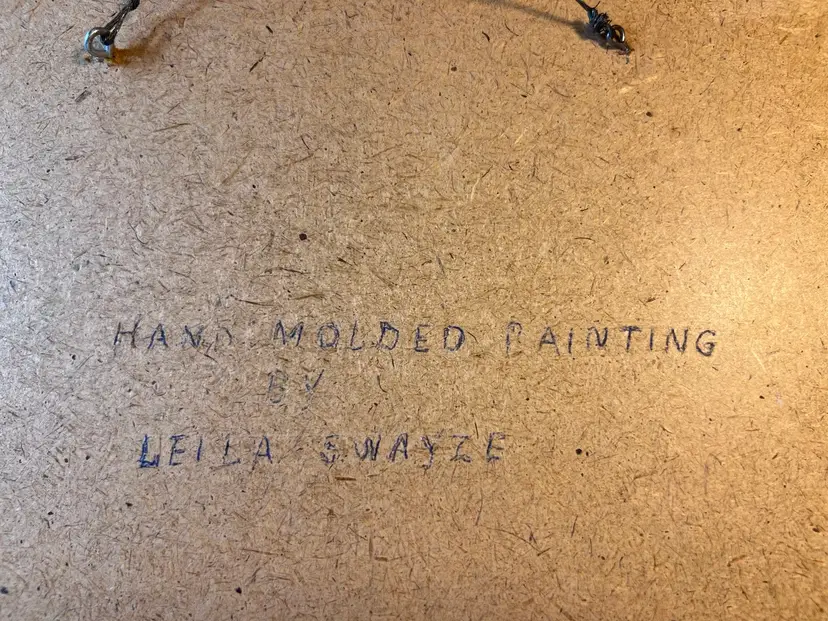 HAND MOLDED PAINTING
BY
LEILA SWAYZE